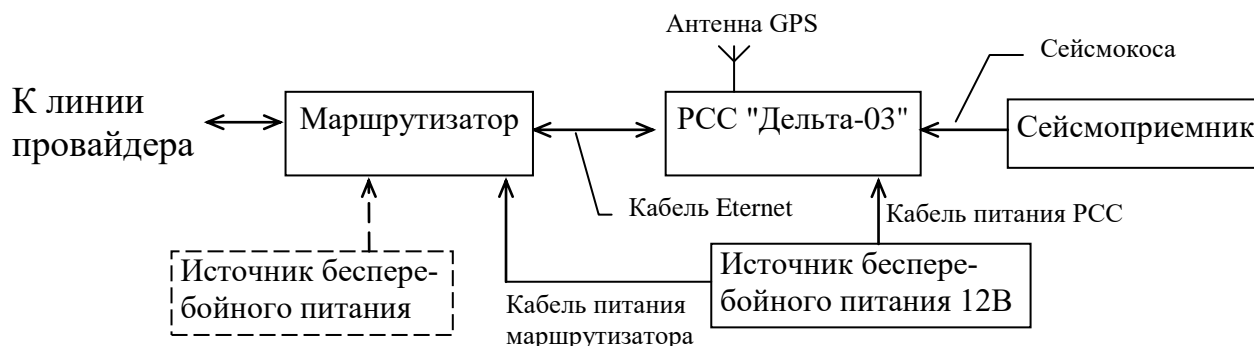 Антенна GPS
Сейсмокоса
К линии
провайдера
Маршрутизатор
РСС "Дельта-03"
Сейсмоприемник
Кабель Eternet
Кабель питания РСС
Источник беспере-
бойного питания
Кабель питания
маршрутизатора
Источник беспере-
бойного питания 12В